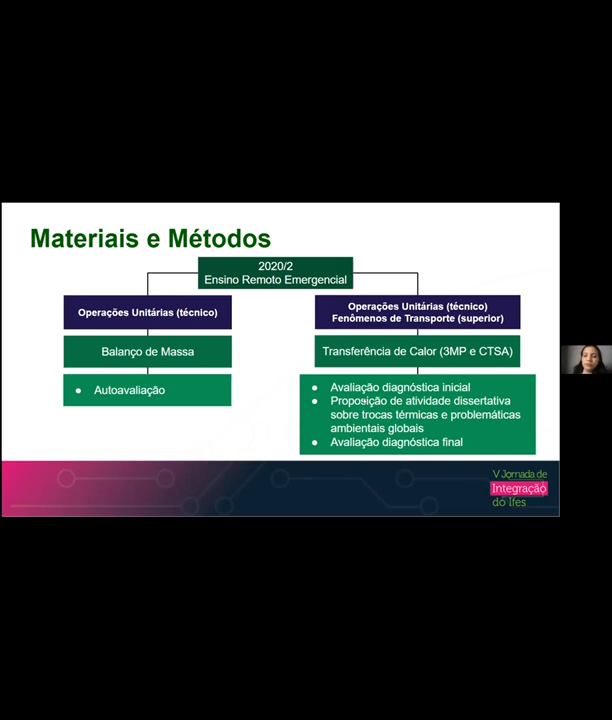 Materiais e Métodos
2020/2
Ensino Remoto Emergencial
Operações Unitárias (técnico)
Balanço de Massa
● Autoavaliação
Operações Unitárias (técnico)
Fenômenos de Transporte (superior)
Transferência de Calor (3MP e CTSA)
● Avaliação diagnóstica inicial
● Proposição de atividade dissertativa
sobre trocas térmicas e problemáticas
ambientais globais
● Avaliação diagnóstica final
V Jornada de
Integração
do Ifes